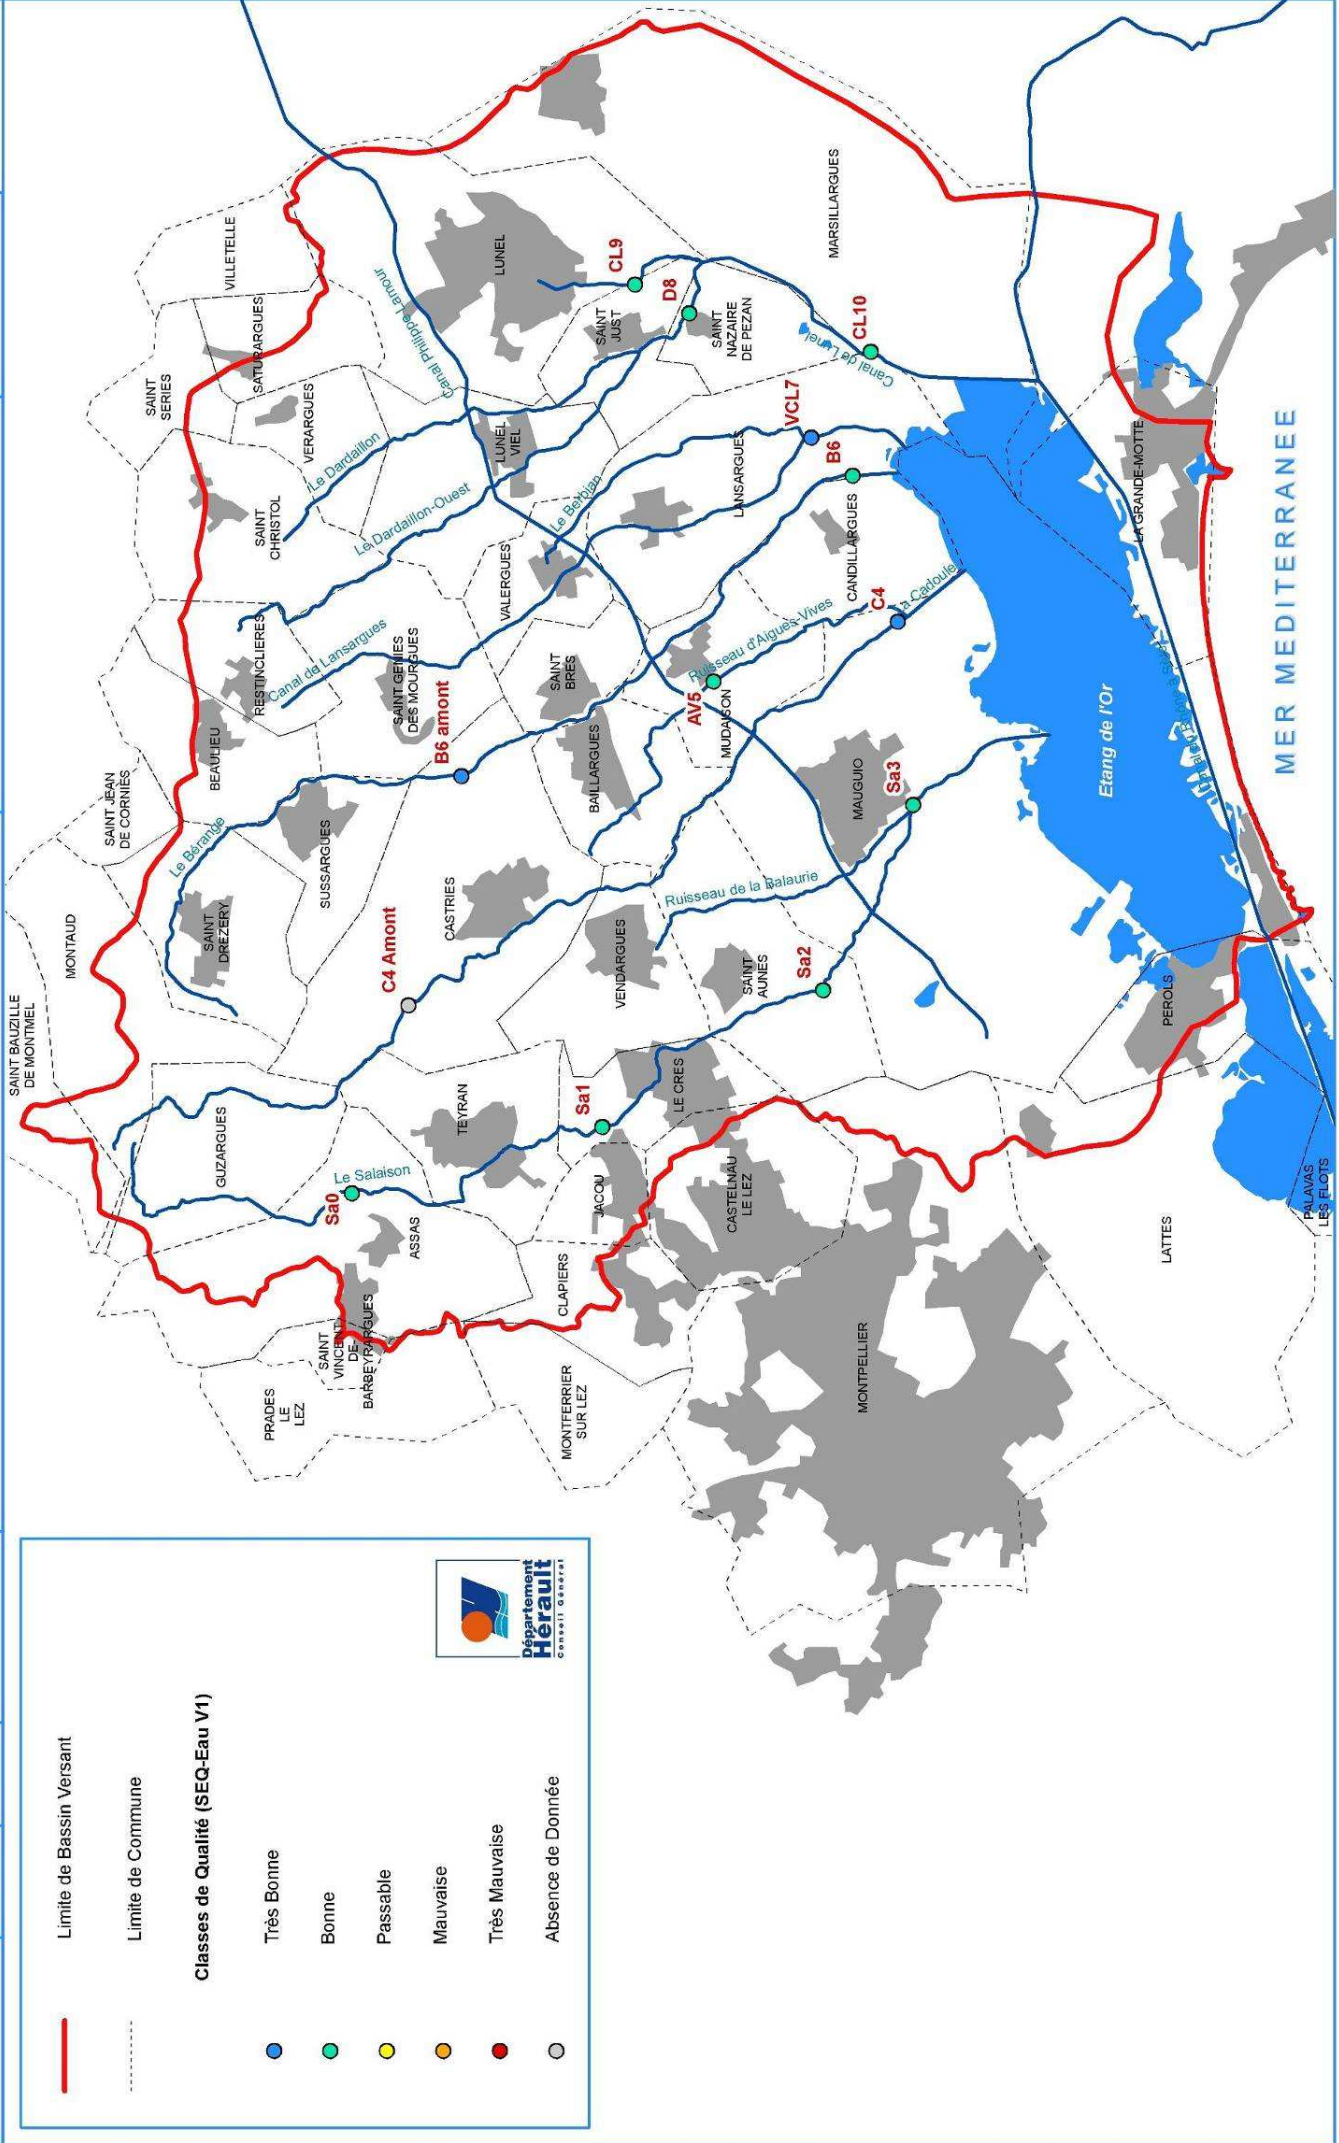 Limite de Bassin Versant
Limite de Commune
Classes de Qualité (SEQ-Eau V1)
Très Bonne
Bonne
Passable
Mauvaise
Très Mauvaise
Absence de Donnée
Département
Hérault
Conseil Général
SAINT BAUZILLE
DE MONTMEL
MONTAUD
SAINT JEAN
DE CORNIES
SAINT
SERIES
VILLETELLE
SATURARGUES
VERARGUES
SAINT
CHRISTOL
RESTINCLIERES
BEAULIEU
SAINT
DREZERY
SUSSARGUES
SAINT GENIES
DES MOURGUES
GUZARGUES
CASTRIES
TEYRAN
ASSAS
SAINT
VINCENT
DE
BARBEYRARGUES
PRADES
LE
LEZ
MONTFERRIER
SUR LEZ
CLAPIERS
JACOU
LE CRES
CASTELNAU
LE LEZ
VENDARGUES
SAINT
AUNES
BAILLARGUES
SAINT
BRES
VALERGUES
LUNEL
VIEL
LUNEL
SAINT
JUST
SAINT
NAZAIRE
DE PEZAN
MARSILLARGUES
LANSARGUES
CANDILLARGUES
MUDAISON
MAUGUIO
MONTPELLIER
LATTES
PEROLS
PALAVAS
LES FLOTS
LA GRANDE-MOTTE
Le Bérange
Canal de Lansargues
Le Dardaillon-Ouest
Le Dardaillon
Canal Philippe Lamour
Le Berbian
Canal de Lunel
Ruisseau d'Aigues-Vives
La Cadoule
Ruisseau de la Balaurie
Le Salaison
Etang de l'Or
MER MEDITERRANEE
Sa0
Sa1
Sa2
Sa3
C4 Amont
C4
B6 amont
B6
AV5
VCL7
D8
CL9
CL10